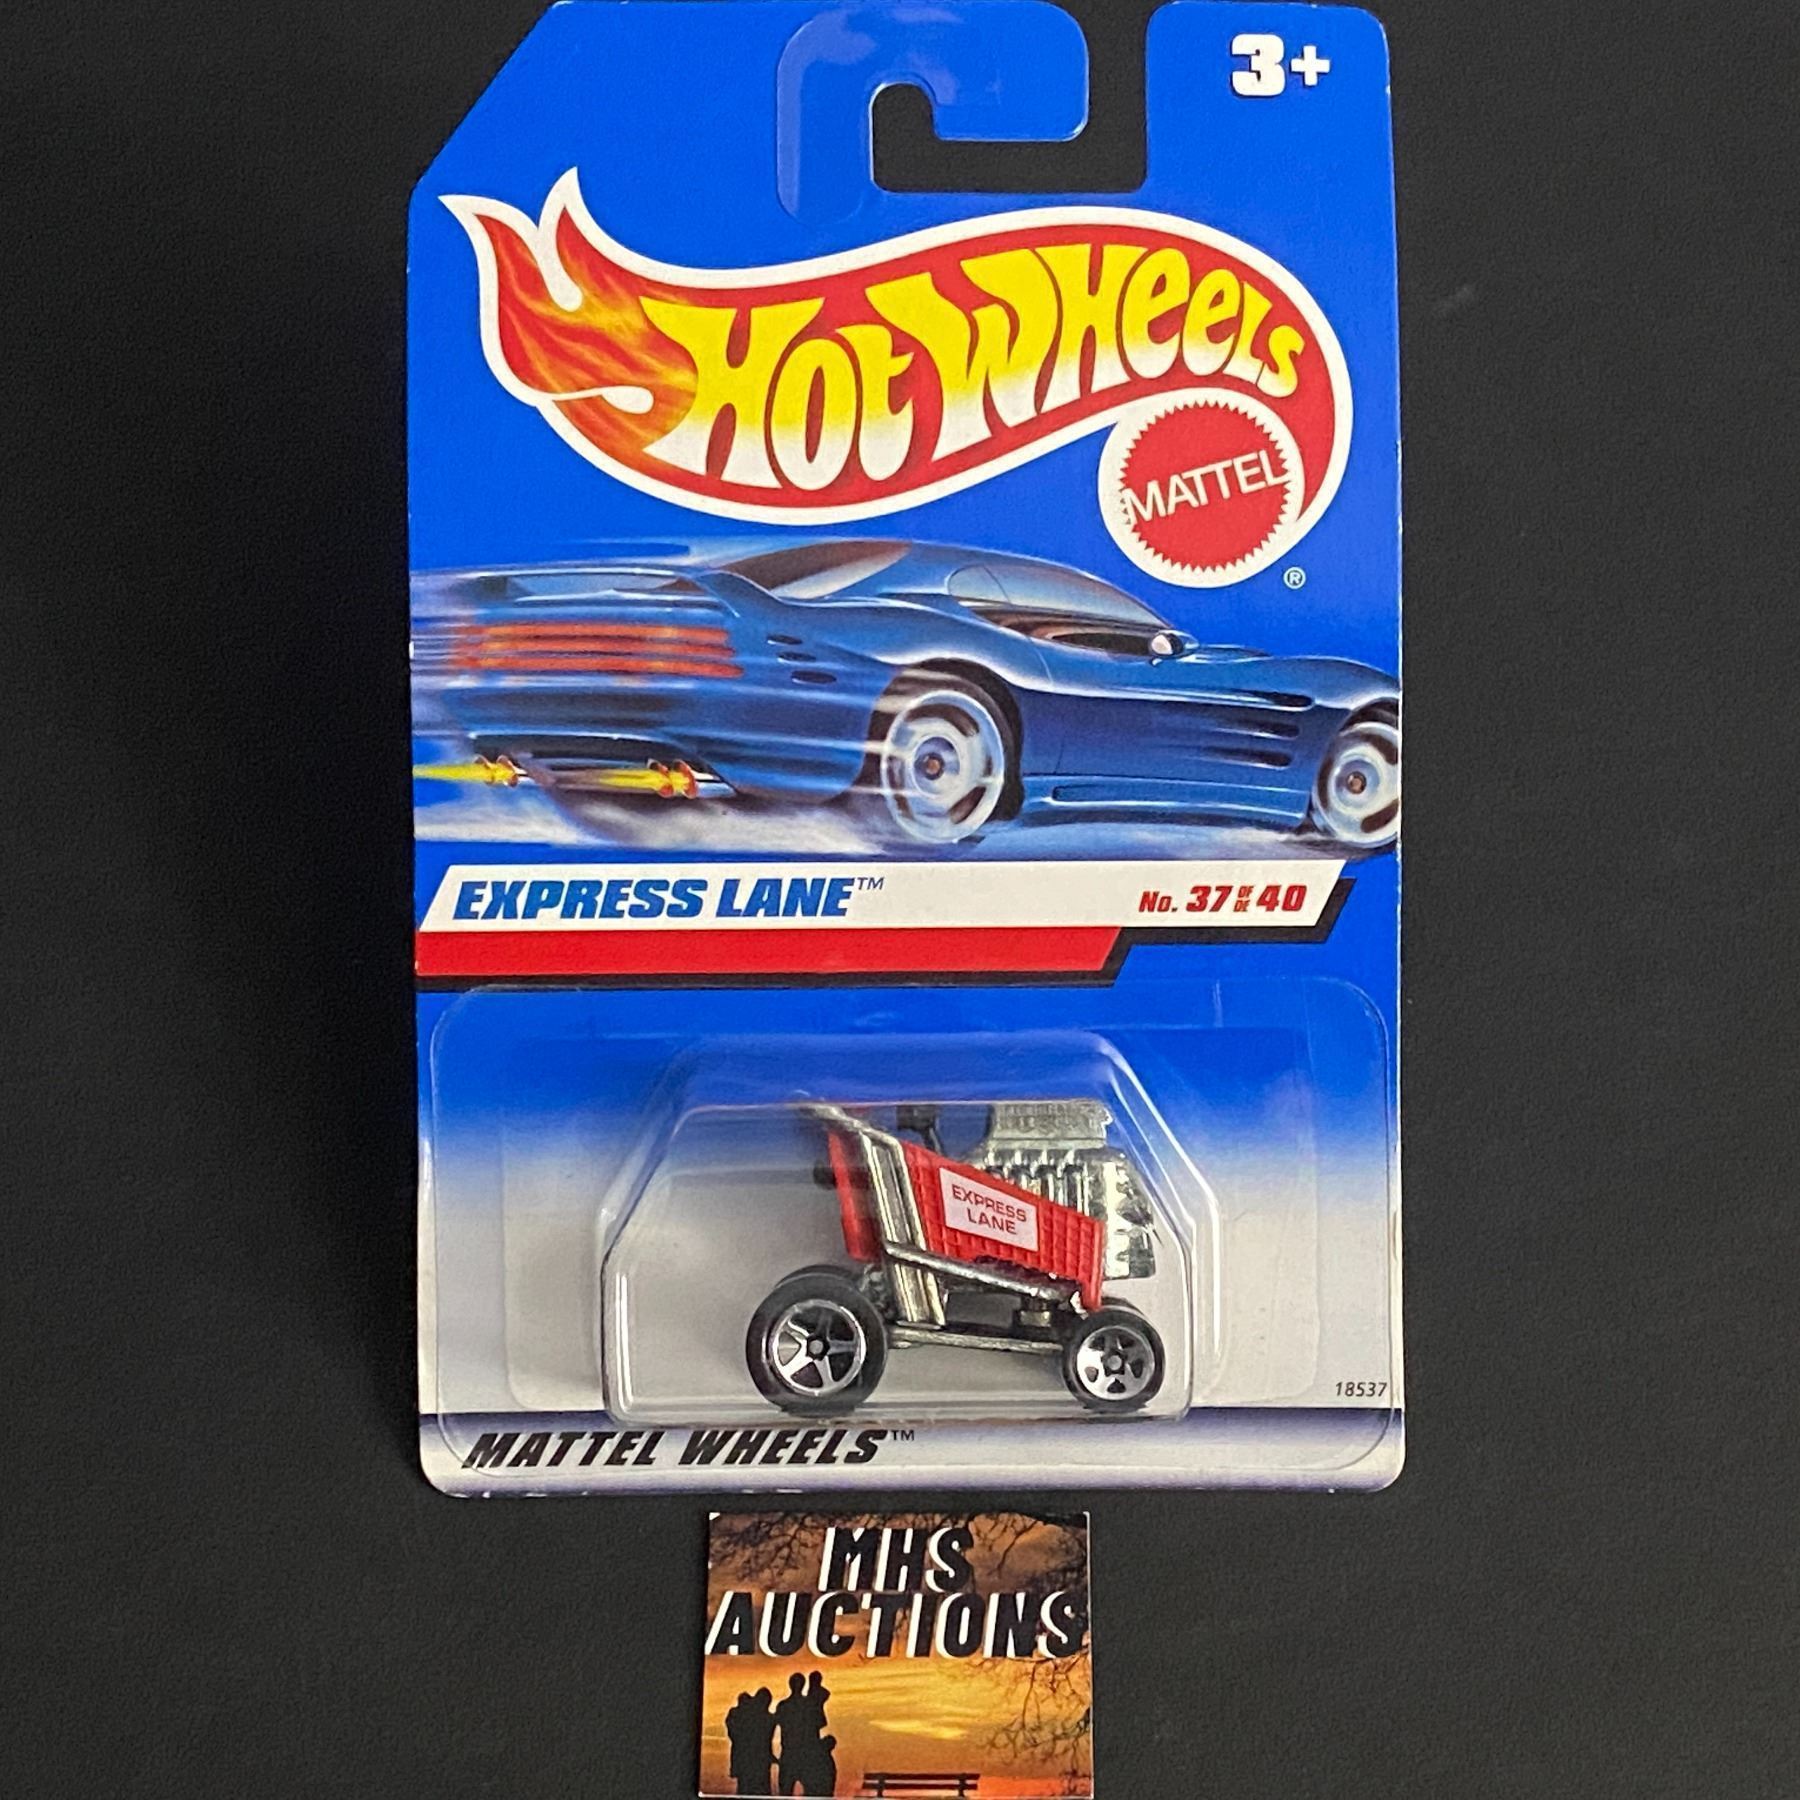 3+
HOT WHEELS
MATTEL
®
EXPRESS LANE™
No. 37 OF DE 40
EXPRESS
LANE
18537
MATTEL WHEELS™
MHS
AUCTIONS